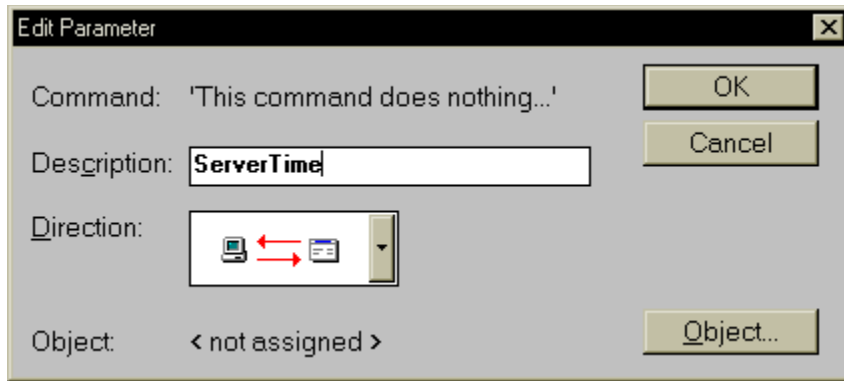 Edit Parameter
Command: 'This command does nothing...'
OK
Cancel
Description: ServerTime
Direction:
Object: < not assigned >
Object...